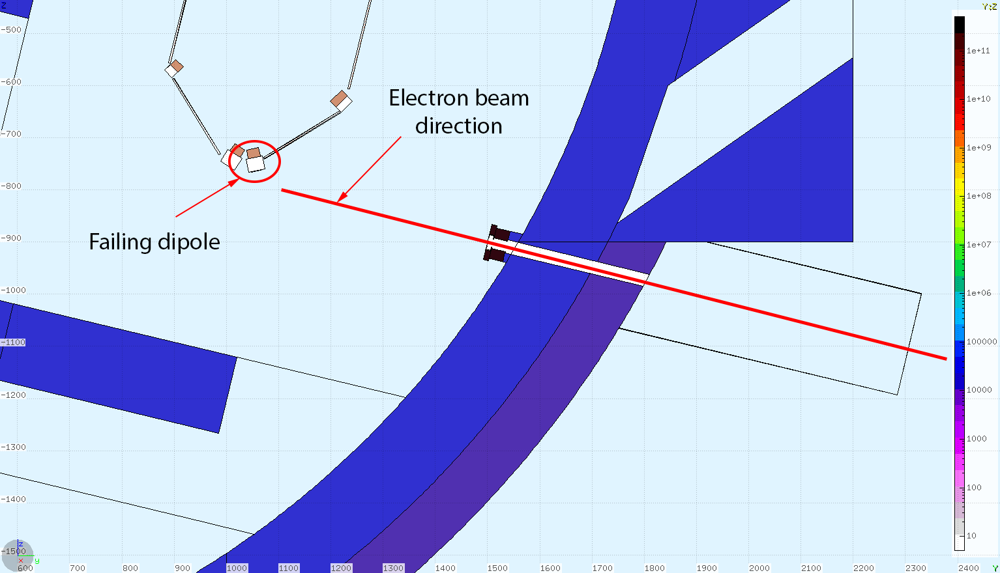 Z
Y:Z
-500
-600
-700
-800
-900
-1000
-1100
-1200
-1300
-1400
-1500
Electron beam
direction
Failing dipole
1e+11
1e+10
1e+09
1e+08
1e+07
1e+06
100000
10000
1000
100
10
z
x
y
600
700
800
900
1000
1100
1200
1300
1400
1500
1600
1700
1800
1900
2000
2100
2200
2300
2400
Y